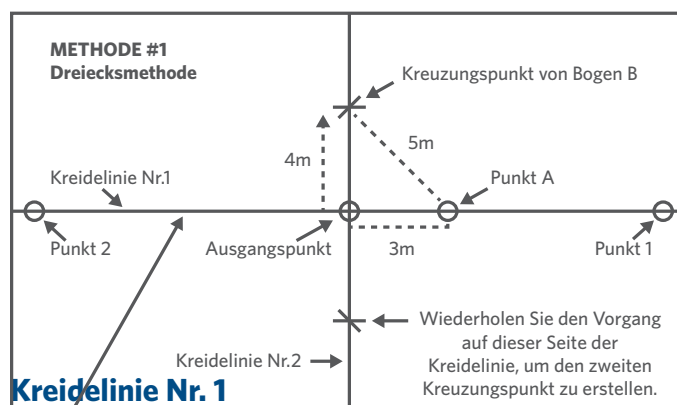 METHODE #1
Dreiecksmethode
Kreuzungspunkt von Bogen B
4m
5m
Kreidelinie Nr.1
Punkt A
Punkt 2
Ausgangspunkt
3m
Punkt 1
Wiederholen Sie den Vorgang
auf dieser Seite der
Kreidelinie, um den zweiten
Kreuzungspunkt zu erstellen.
Kreidelinie Nr.2
Kreidelinie Nr. 1